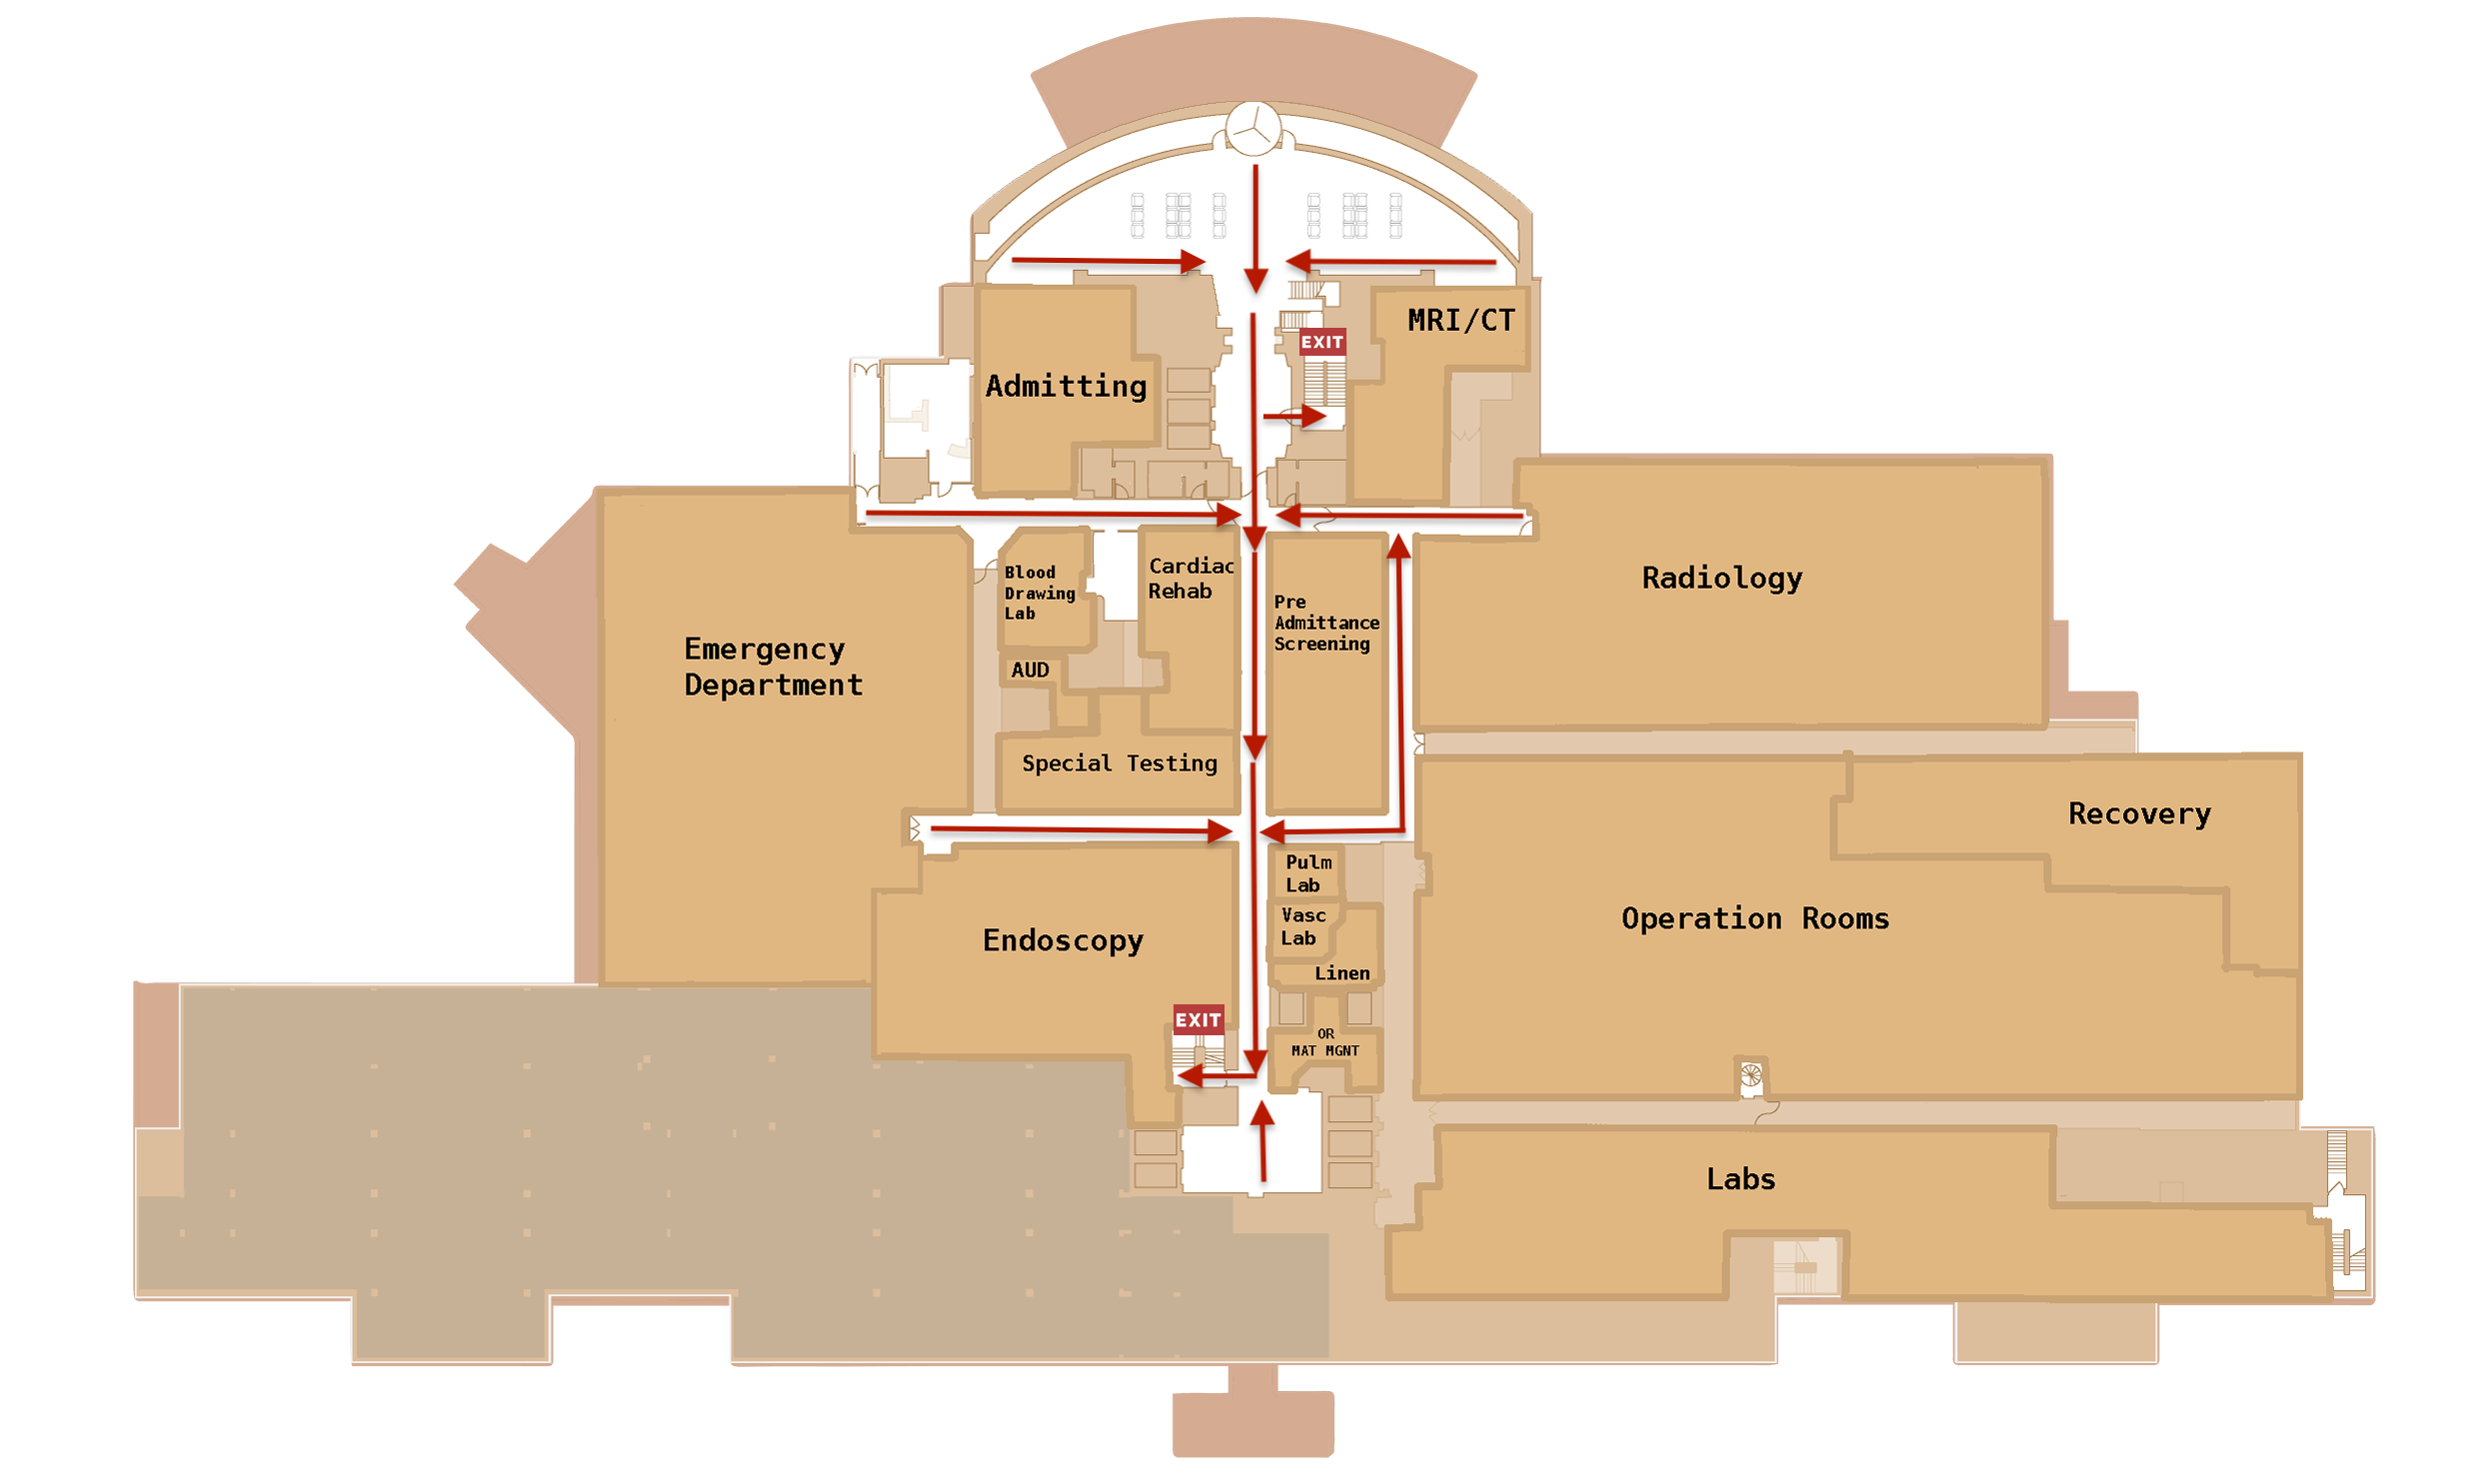 MRI/CT
EXIT
Admitting
Blood
Drawing
Lab
Cardiac
Rehab
Pre
Admittance
Screening
Radiology
Emergency
Department
AUD
Special Testing
Recovery
Pulm
Lab
Vasc
Lab
Linen
Operation Rooms
Endoscopy
EXIT
OR
MAT MGNT
Labs